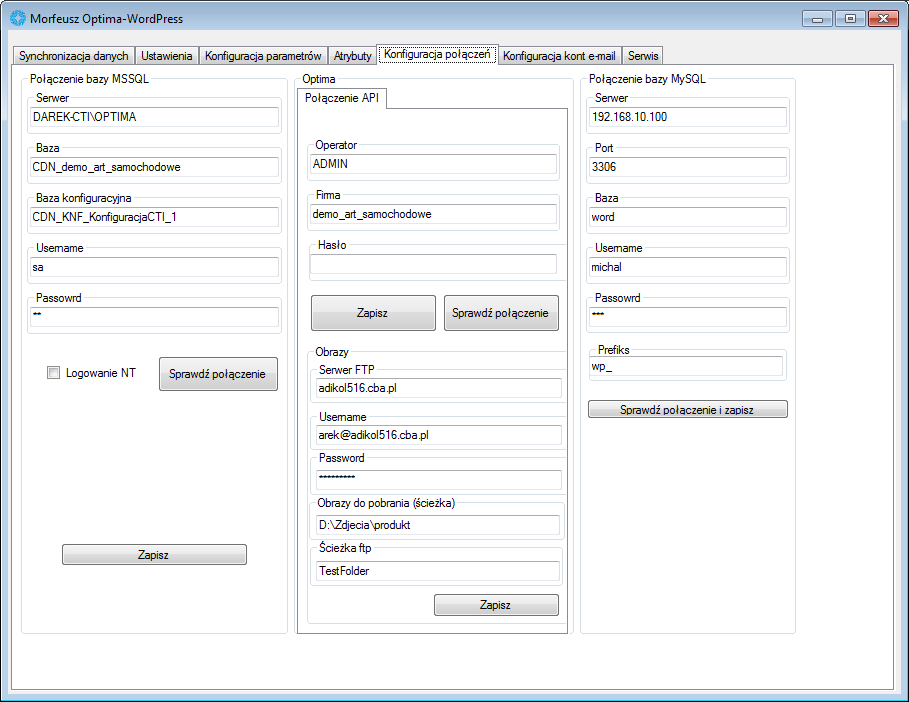 Morfeusz Optima-WordPress
Synchronizacja danych
Ustawienia
Konfiguracja parametrów
Atrybuty
Konfiguracja połączeń
Konfiguracja kont e-mail
Serwis
Połączenie bazy MSSQL
Serwer
DAREK-CTI\OPTIMA
Baza
CDN_demo_art_samochodowe
Baza konfiguracyjna
CDN_KNF_KonfiguracjaCTI_1
Username
sa
Passowrd
**
Logowanie NT
Sprawdź połączenie
Zapisz
Optima
Połączenie API
Operator
ADMIN
Firma
demo_art_samochodowe
Hasło
Zapisz
Sprawdź połączenie
Obrazy
Serwer FTP
adikol516.cba.pl
Username
arek@adikol516.cba.pl
Password
*********
Obrazy do pobrania (ścieżka)
D:\Zdjecia\produkt
Ścieżka ftp
TestFolder
Zapisz
Połączenie bazy MySQL
Serwer
192.168.10.100
Port
3306
Baza
word
Username
michal
Passowrd
***
Prefiks
wp_
Sprawdź połączenie i zapisz